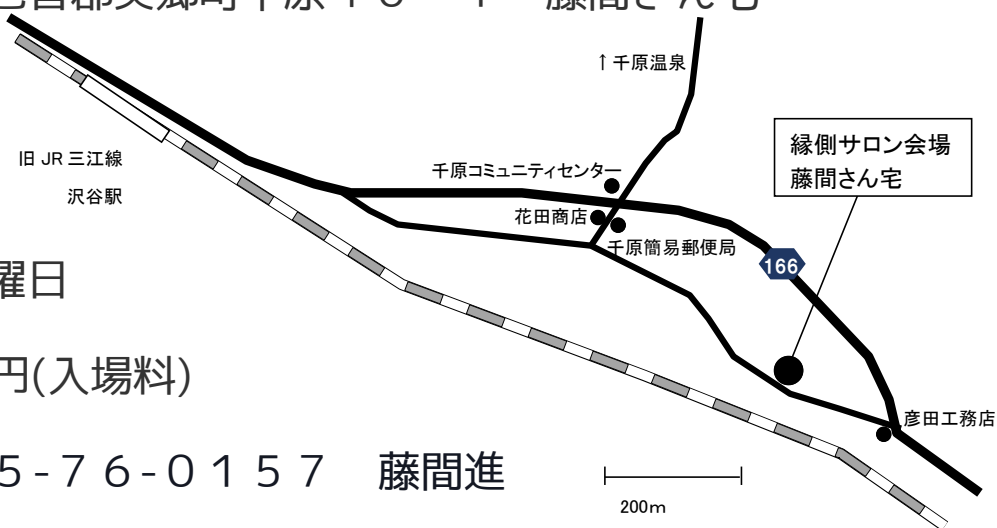 邑智郡美郷町千原１６－１　藤間さん宅
↑千原温泉
縁側サロン会場
藤間さん宅
旧 JR 三江線
沢谷駅
千原コミュニティセンター
花田商店
千原簡易郵便局
166
曜日
円(入場料)
彦田工務店
5-76-0157　藤間進
200m